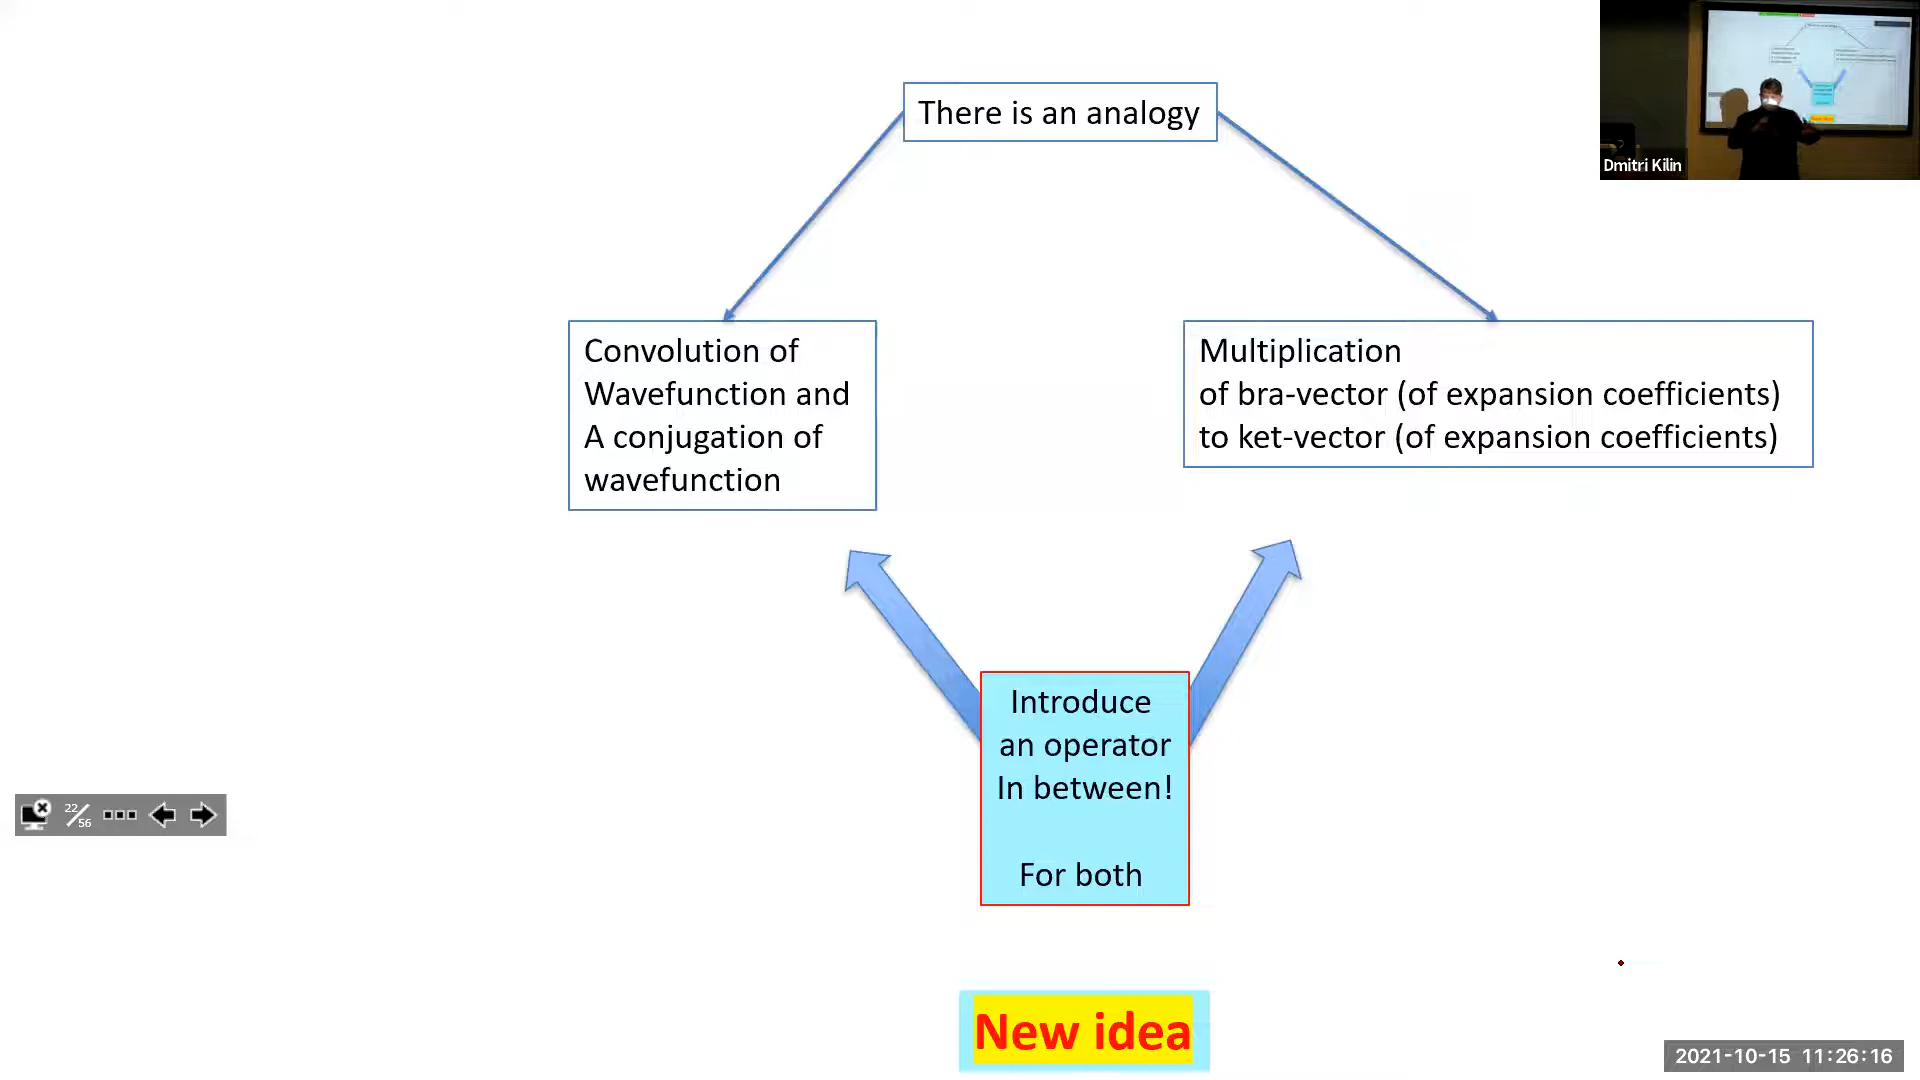 There is an analogy
Dmitri Kilin
Convolution of
Wavefunction and
A conjugation of
wavefunction
Multiplication
of bra-vector (of expansion coefficients)
to ket-vector (of expansion coefficients)
Introduce
an operator
In between!
For both
22/56
New idea
2021-10-15 11:26:16